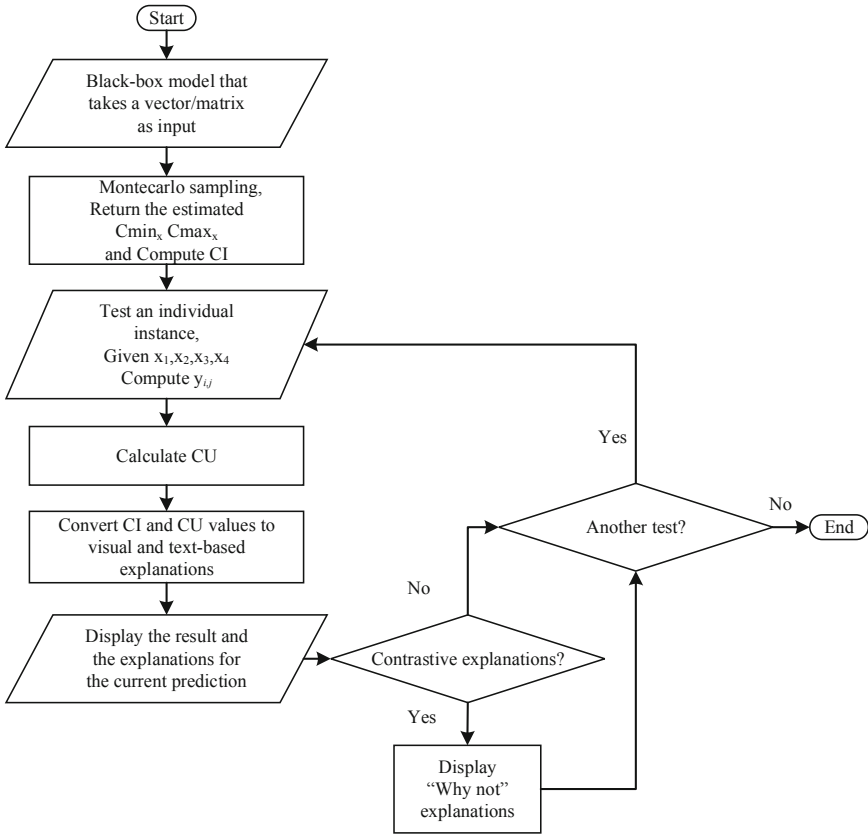 Start
Black-box model that
takes a vector/matrix
as input
Montecarlo sampling,
Return the estimated
Cminₓ Cmaxₓ
and Compute CI
Test an individual
instance,
Given x₁,x₂,x₃,x₄
Compute yᵢ,ⱼ
Calculate CU
Convert CI and CU values to
visual and text-based
explanations
Display the result and
the explanations for
the current prediction
Contrastive explanations?
No
Yes
Display
“Why not”
explanations
Another test?
Yes
No
End